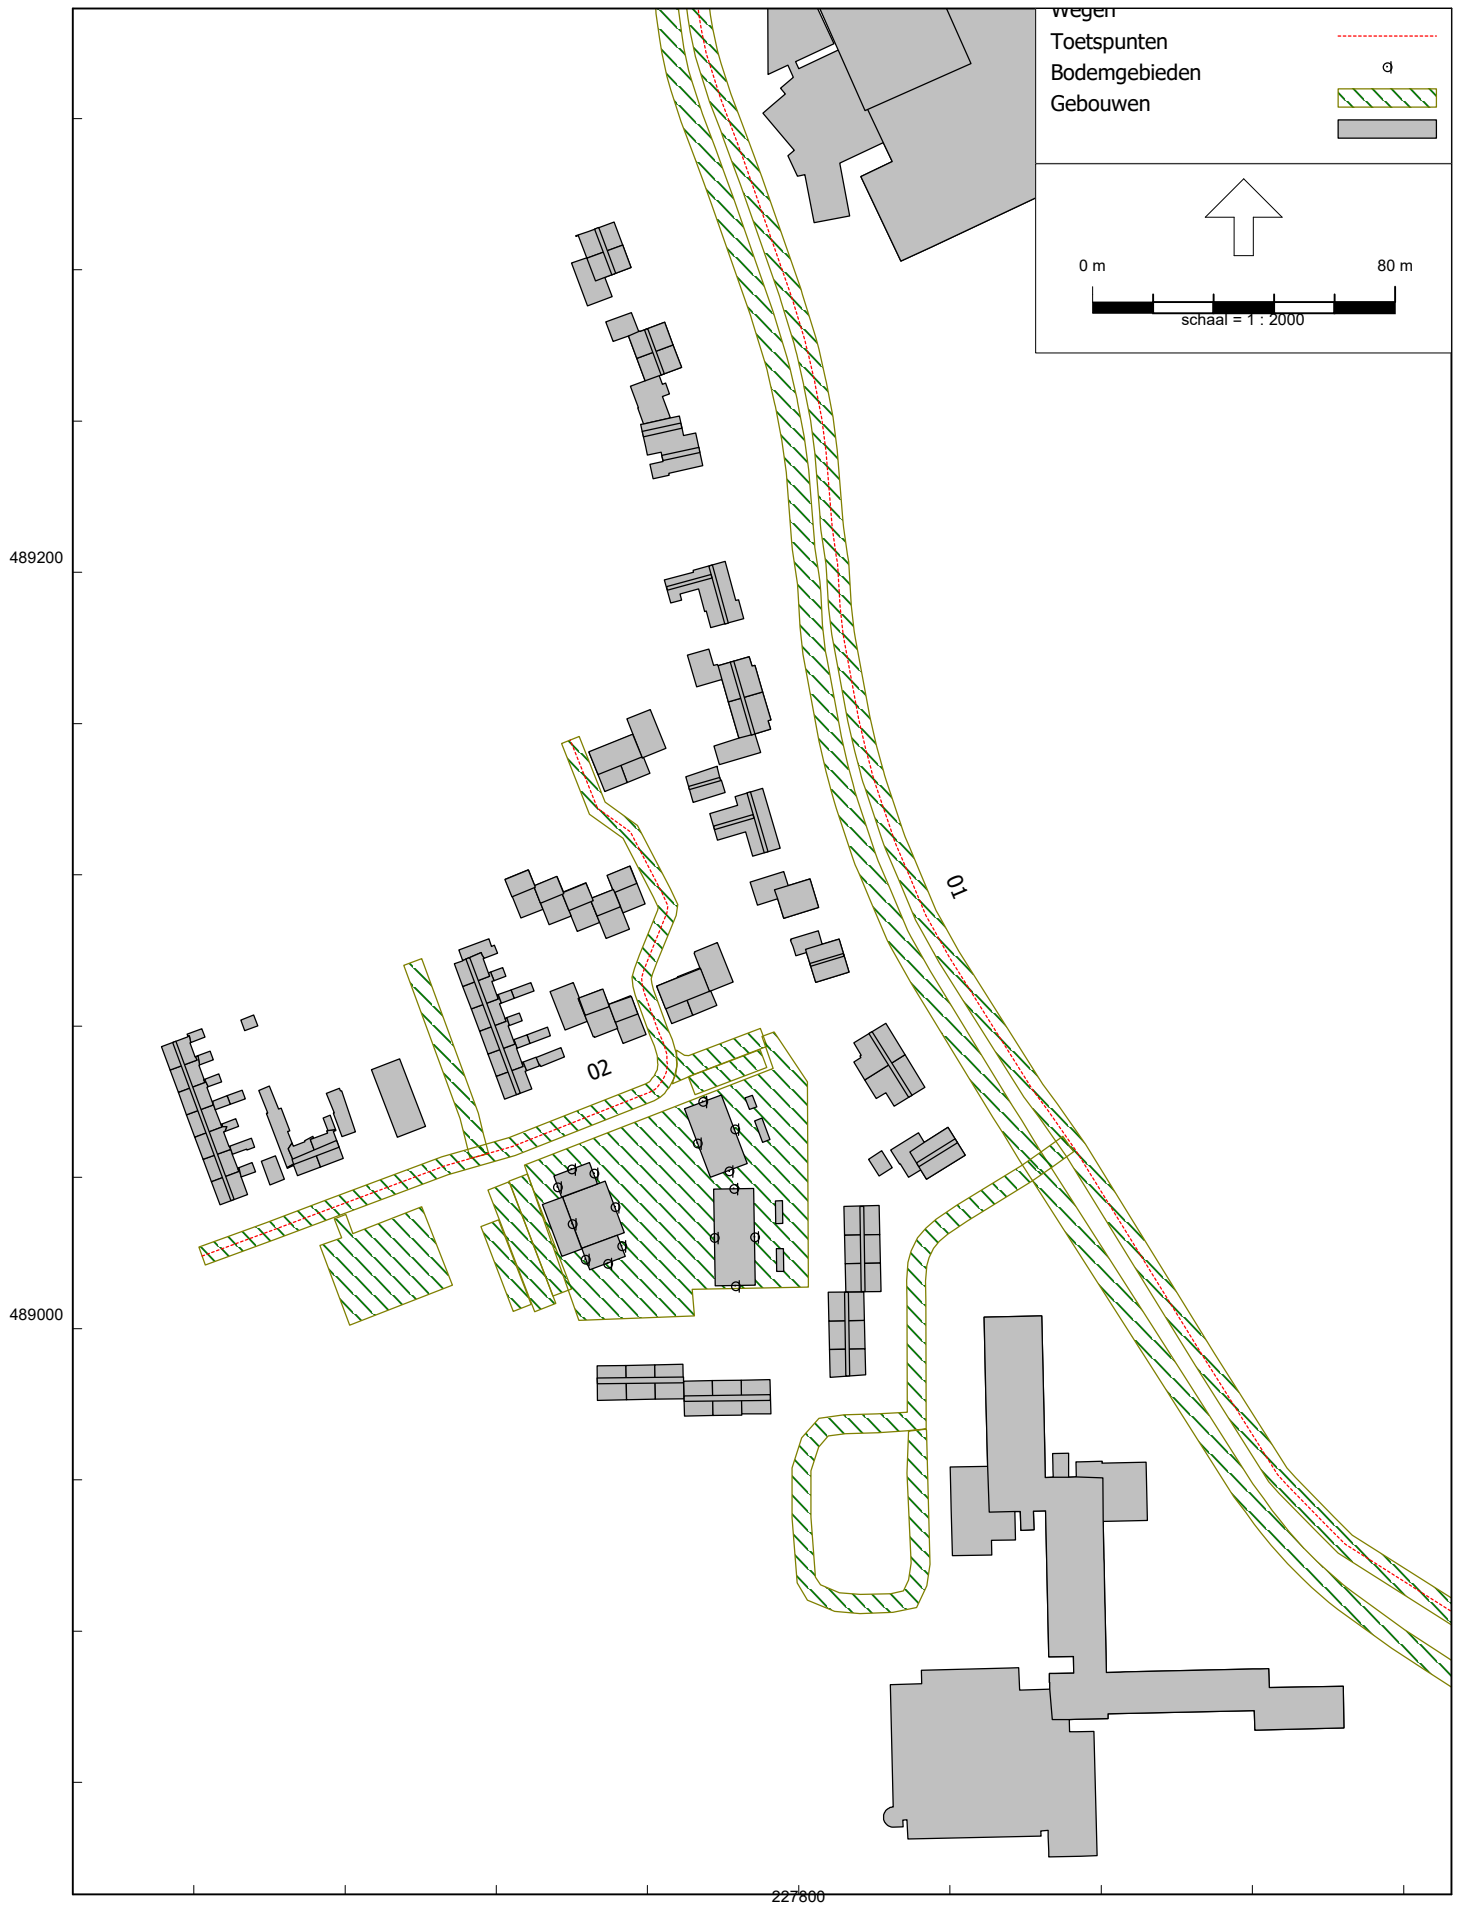 Wegen
Toetspunten
Bodemgebieden
Gebouwen
0 m
80 m
schaal = 1 : 2000
489200
01
02
489000
227800